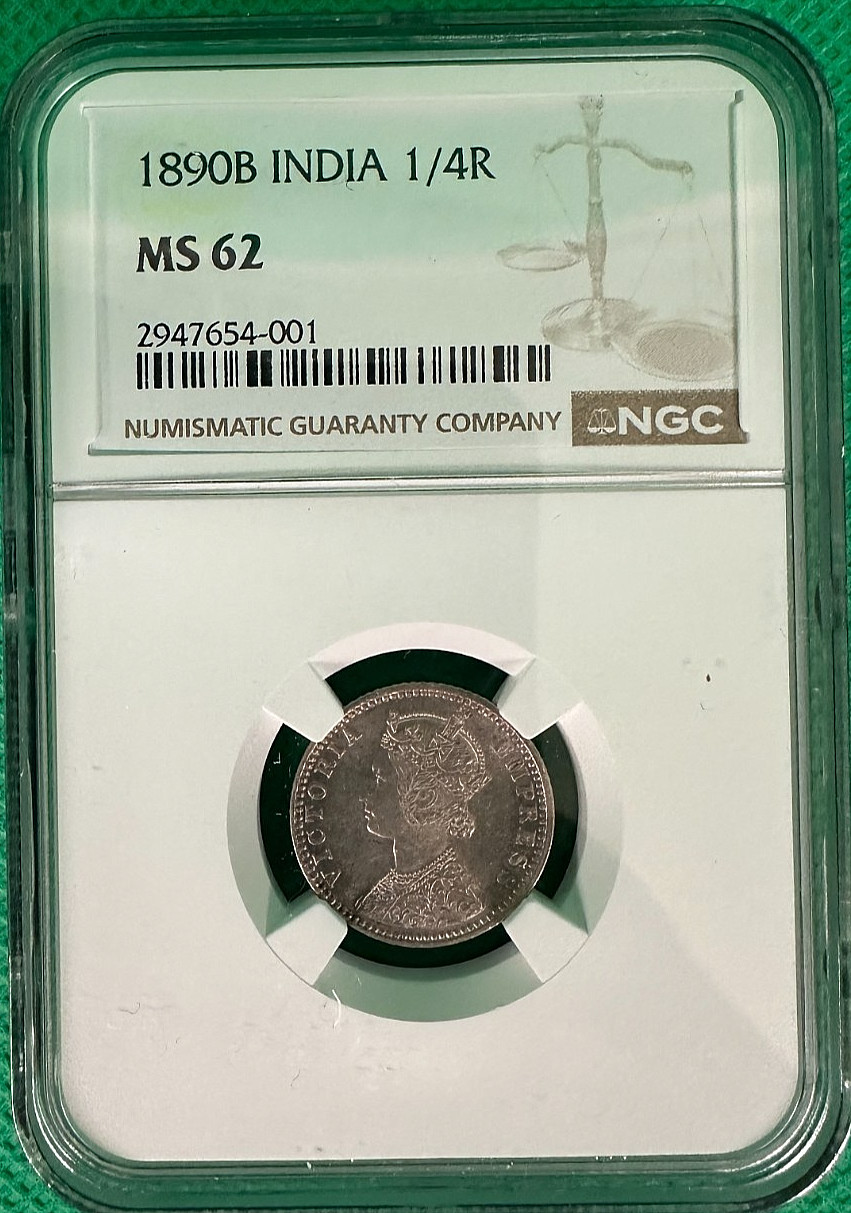 1890B INDIA 1/4R
MS 62
2947654-001
NUMISMATIC GUARANTY COMPANY
NGC
VICTORIA EMPRESS